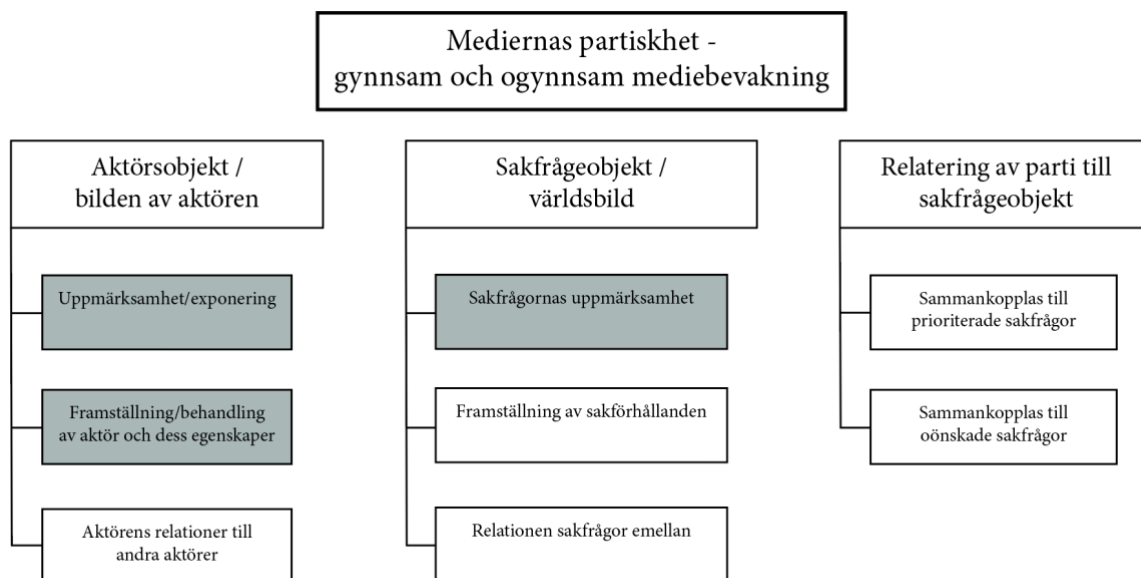 Mediernas partiskhet -
gynnsam och ogynnsam mediebevakning
Aktörsobjekt /
bilden av aktören
Uppmärksamhet/exponering
Framställning/behandling
av aktör och dess egenskaper
Aktörens relationer till
andra aktörer
Sakfrågeobjekt /
världsbild
Sakfrågornas uppmärksamhet
Framställning av sakförhållanden
Relationen sakfrågor emellan
Relatering av parti till
sakfrågeobjekt
Sammankopplas till
prioriterade sakfrågor
Sammankopplas till
oönskade sakfrågor